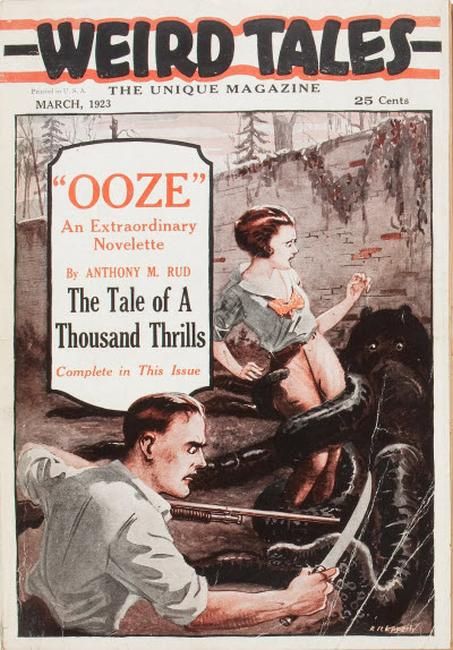 WEIRD TALES
Printed in U. S. A.
THE UNIQUE MAGAZINE
MARCH, 1923
25 Cents
“OOZE”
An Extraordinary
Novelette
By ANTHONY M. RUD
The Tale of A
Thousand Thrills
Complete in This Issue